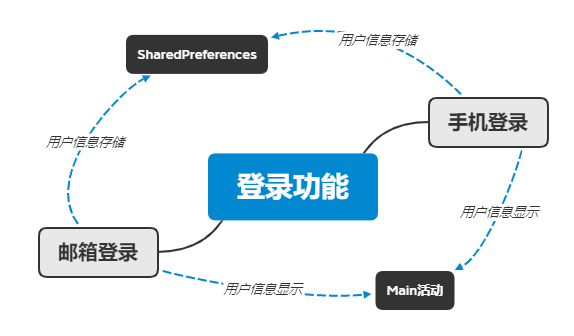 用户信息存储
SharedPreferences
手机登录
用户信息存储
登录功能
用户信息显示
邮箱登录
用户信息显示
Main活动